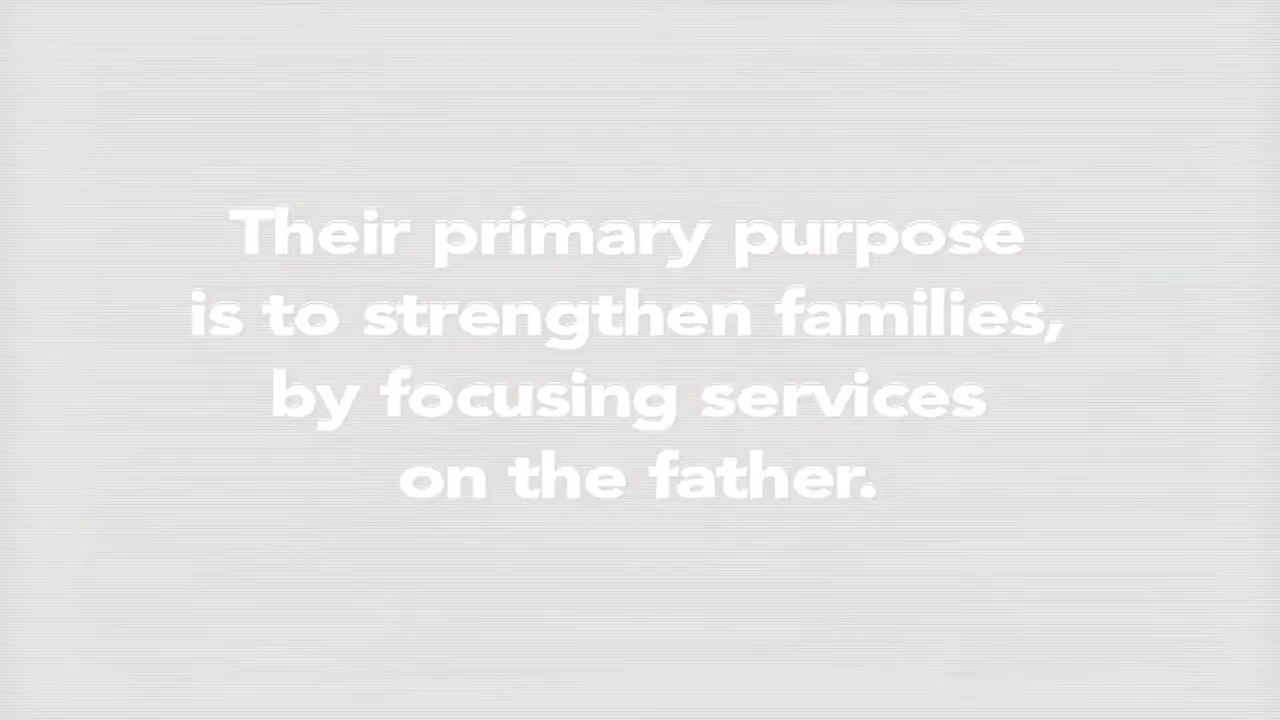 Their primary purpose
is to strengthen families,
by focusing services
on the father.